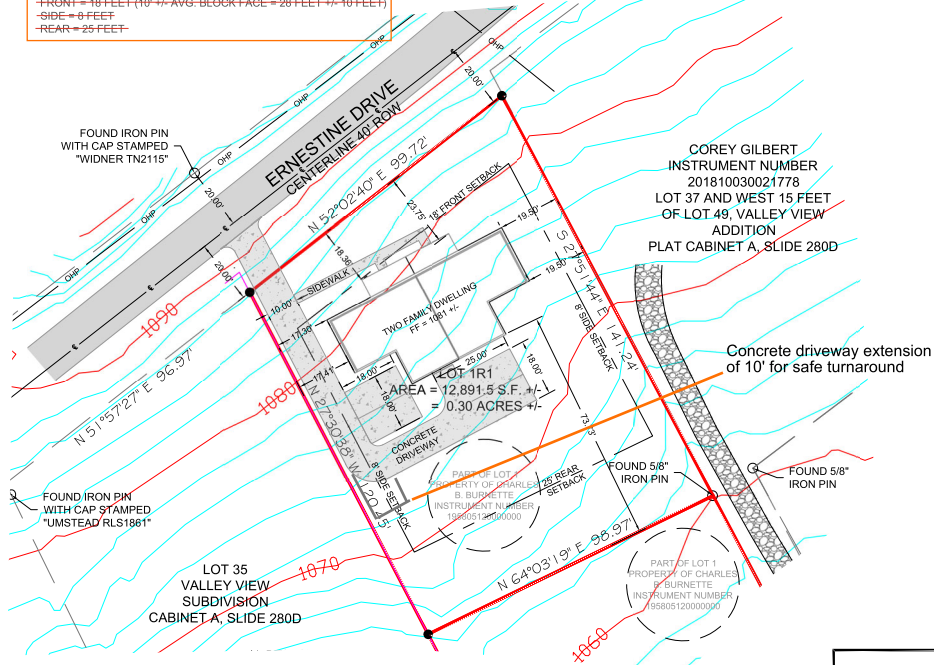 FRONT = 18 FEET (10' +/- AVG. BLOCK FACE = 28 FEET +/- 10 FEET)
SIDE = 8 FEET
REAR = 25 FEET
OHP
OHP
OHP
OHP
OHP
OHP
20.00'
ERNESTINE DRIVE
CENTERLINE 40' ROW
FOUND IRON PIN
WITH CAP STAMPED
"WIDNER TN2115"
20.00'
20.00'
N 52°02'40" E 99.72'
COREY GILBERT
INSTRUMENT NUMBER
201810030021778
LOT 37 AND WEST 15 FEET
OF LOT 49, VALLEY VIEW
ADDITION
PLAT CABINET A, SLIDE 280D
18' FRONT SETBACK
23.75'
18.36'
19.50'
19.50'
S 27°51'44" E 141.24'
8' SIDE SETBACK
SIDEWALK
10.00'
17.30'
17.41'
TWO FAMILY DWELLING
FF = 1081 +/-
1090
1080
N 51°57'27" E 96.97'
25.00'
18.00'
18.00'
18.00'
LOT 1R1
AREA = 12,891.5 S.F. +/-
= 0.30 ACRES +/-
Concrete driveway extension
of 10' for safe turnaround
CONCRETE
DRIVEWAY
8' SIDE SETBACK
73.73'
25' REAR
SETBACK
PART OF LOT 1
PROPERTY OF CHARLES
B. BURNETTE
INSTRUMENT NUMBER
195805120000000
FOUND 5/8"
IRON PIN
FOUND 5/8"
IRON PIN
FOUND IRON PIN
WITH CAP STAMPED
"UMSTEAD RLS1861"
LOT 35
VALLEY VIEW
SUBDIVISION
CABINET A, SLIDE 280D
1070
N 64°03'19" E 98.97'
PART OF LOT 1
PROPERTY OF CHARLES
B. BURNETTE
INSTRUMENT NUMBER
195805120000000
1060